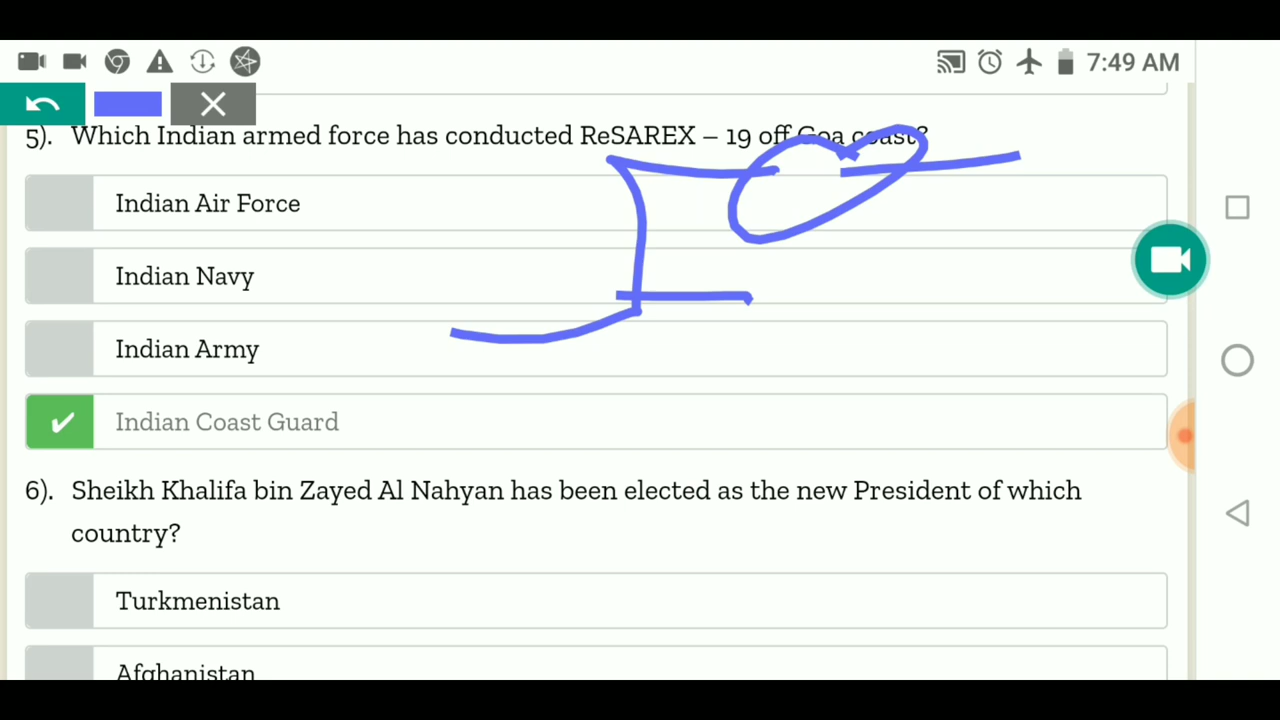 7:49 AM
5). Which Indian armed force has conducted ReSAREX – 19 off Goa coast?
Indian Air Force
Indian Navy
Indian Army
Indian Coast Guard
6). Sheikh Khalifa bin Zayed Al Nahyan has been elected as the new President of which
country?
Turkmenistan
Afghanistan